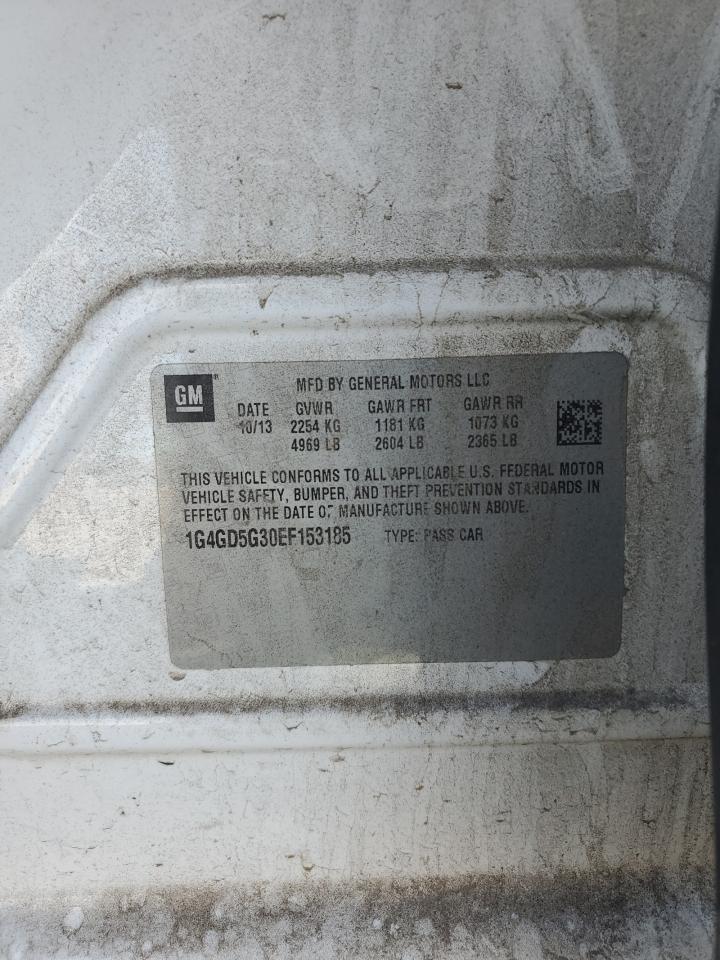 GM ®
MFD BY GENERAL MOTORS LLC
DATE GVWR GAWR FRT GAWR RR
10/13 2254 KG 1181 KG 1073 KG
4969 LB 2604 LB 2365 LB
THIS VEHICLE CONFORMS TO ALL APPLICABLE U.S. FEDERAL MOTOR
VEHICLE SAFETY, BUMPER, AND THEFT PREVENTION STANDARDS IN
EFFECT ON THE DATE OF MANUFACTURE SHOWN ABOVE.
1G4GD5G30EF153185 TYPE: PASS CAR